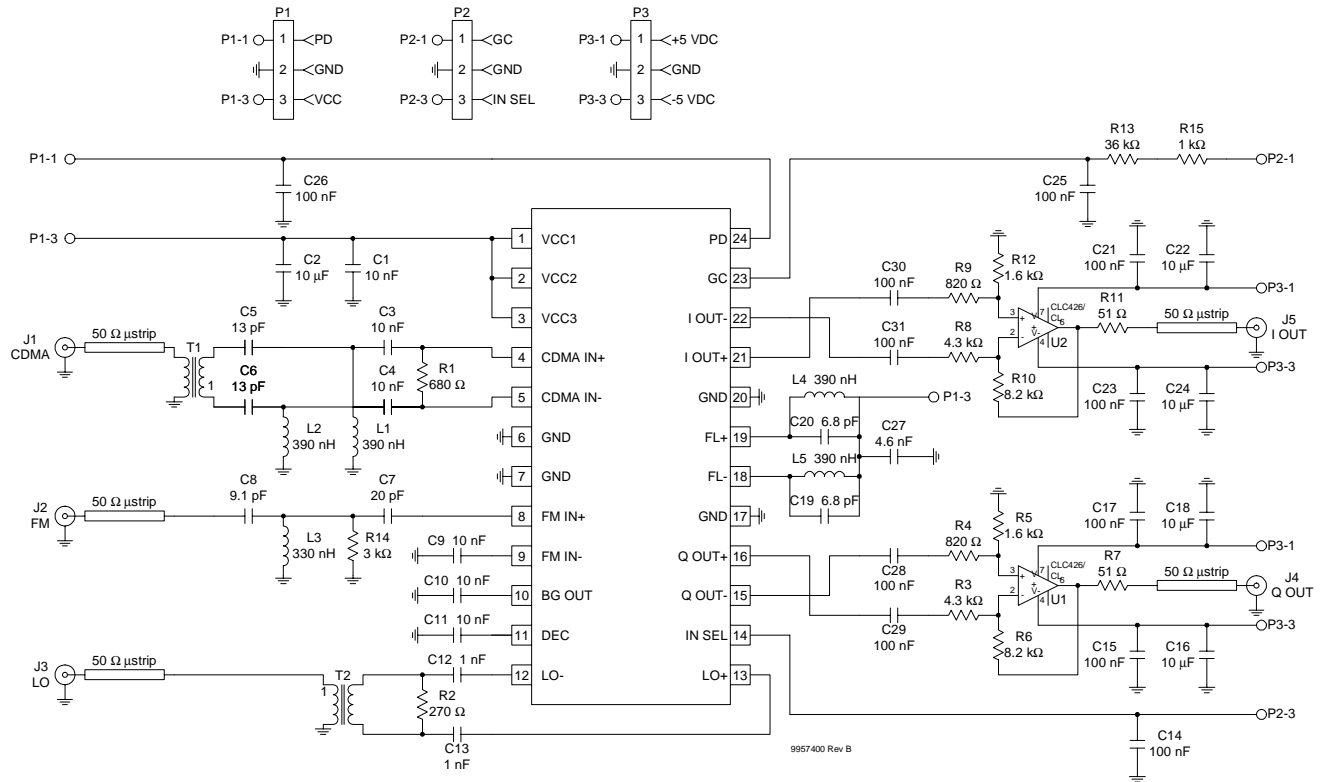 P1
P2
P3
P1-1 1 PD
2 GND
P1-3 3 VCC
P2-1 1 GC
2 GND
P2-3 3 IN SEL
P3-1 1 +5 VDC
2 GND
P3-3 3 -5 VDC
P1-1
C26
100 nF
P1-3
C2
10 µF
C1
10 nF
J1
CDMA
50 Ω µstrip
T1
1
C5
13 pF
C6
13 pF
C3
10 nF
C4
10 nF
R1
680 Ω
L2
390 nH
L1
390 nH
J2
FM
50 Ω µstrip
C8
9.1 pF
C7
20 pF
L3
330 nH
R14
3 kΩ
C9 10 nF
C10 10 nF
C11 10 nF
J3
LO
50 Ω µstrip
T2
1
C12 1 nF
R2
270 Ω
C13
1 nF
1 VCC1
2 VCC2
3 VCC3
4 CDMA IN+
5 CDMA IN-
6 GND
7 GND
8 FM IN+
9 FM IN-
10 BG OUT
11 DEC
12 LO-
PD 24
GC 23
I OUT- 22
I OUT+ 21
GND 20
FL+ 19
FL- 18
GND 17
Q OUT+ 16
Q OUT- 15
IN SEL 14
LO+ 13
R13
36 kΩ
R15
1 kΩ
P2-1
C25
100 nF
C30
100 nF
R9
820 Ω
R12
1.6 kΩ
C21
100 nF
C22
10 µF
P3-1
C31
100 nF
R8
4.3 kΩ
R10
8.2 kΩ
3 + V 7 CLC426/
CL 6
+
2 - V- 4 U2
R11
51 Ω
50 Ω µstrip
J5
I OUT
P3-3
C23
100 nF
C24
10 µF
L4 390 nH
C20 6.8 pF
P1-3
C27
4.6 nF
L5 390 nH
C19 6.8 pF
C28
100 nF
R4
820 Ω
R5
1.6 kΩ
C17
100 nF
C18
10 µF
P3-1
C29
100 nF
R3
4.3 kΩ
R6
8.2 kΩ
3 + V 7 CLC426/
CL 6
+
2 - V- 4 U1
R7
51 Ω
50 Ω µstrip
J4
Q OUT
P3-3
C15
100 nF
C16
10 µF
P2-3
C14
100 nF
9957400 Rev B